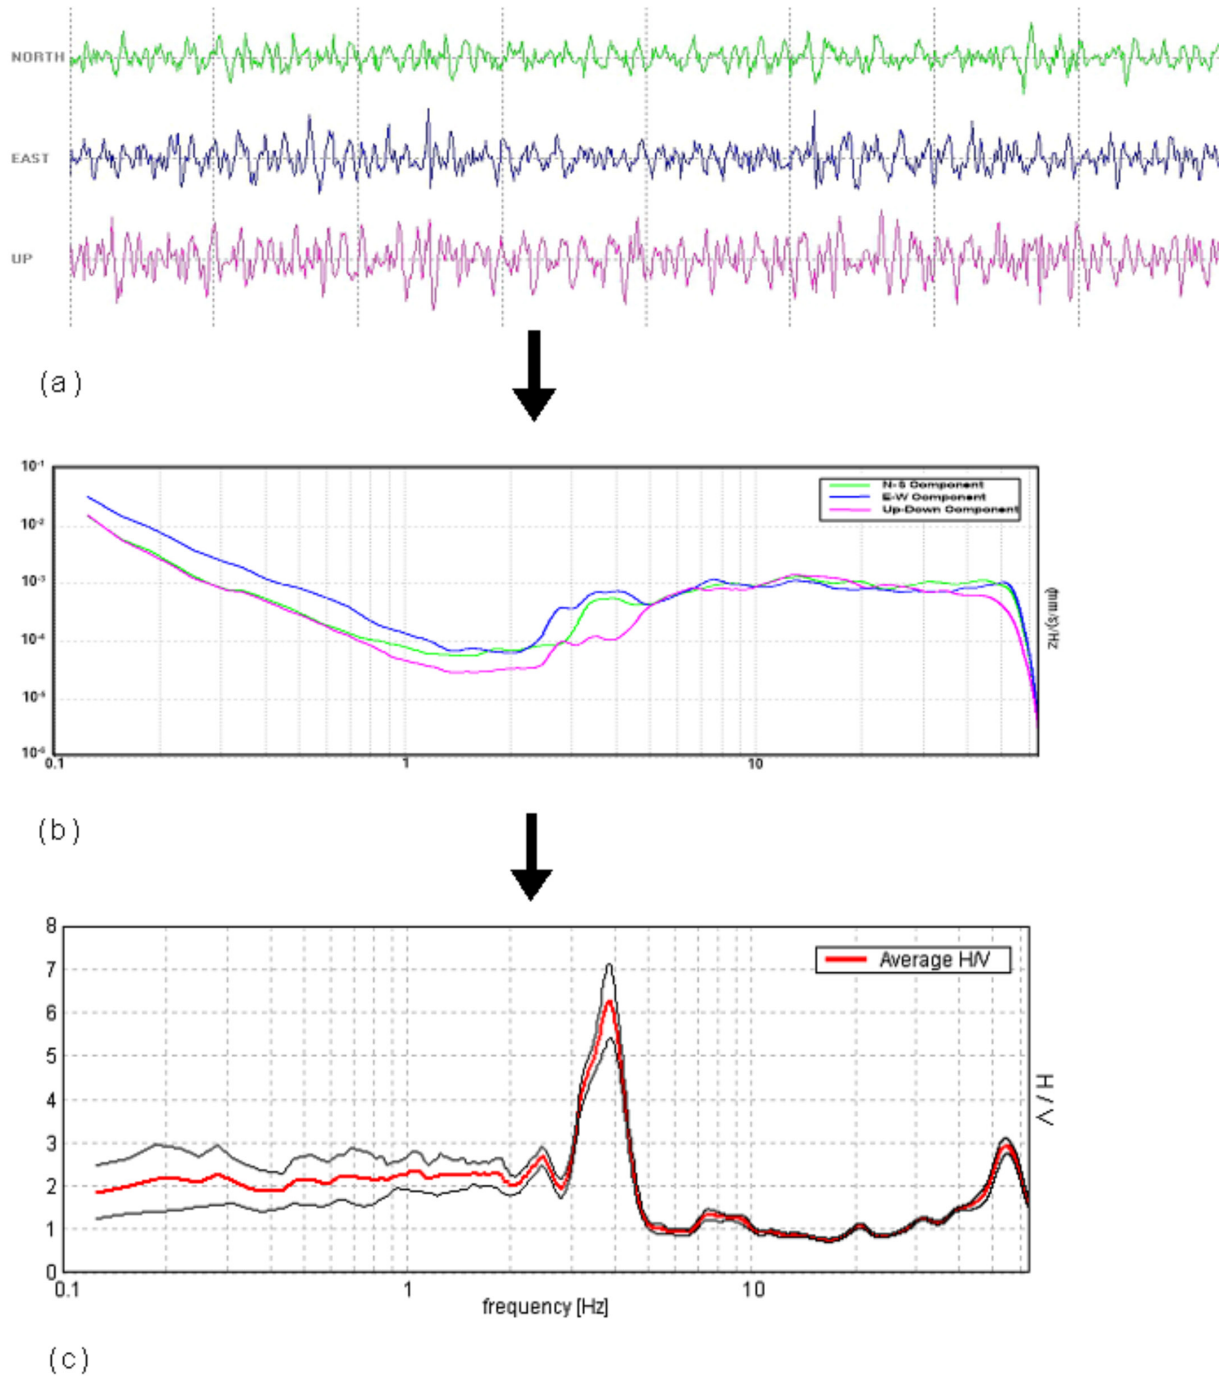 NORTH
EAST
UP
(a)
10-1
10-2
10-3
10-4
10-5
10-6
N-S Component
E-W Component
Up-Down Component
(mm/s)/Hz
0.1 1 10
(b)
8
7
6
5
4
3
2
1
0
Average H/V
H/V
0.1 1 10
frequency [Hz]
(c)